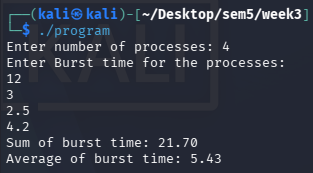 ┌──(kali㉿kali)-[~/Desktop/sem5/week3]
└─$ ./program
Enter number of processes: 4
Enter Burst time for the processes:
12
3
2.5
4.2
Sum of burst time: 21.70
Average of burst time: 5.43